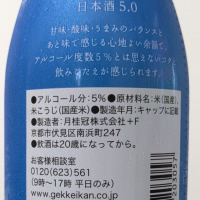 日本酒 5.0
甘味・酸味・うまみのバランスと
あと味で感じる心地よい余韻で、
アルコール度数5%とは思えないコクと
飲みごたえが感じられます。
●アルコール分:5%●原材料名:米(国産)、
米こうじ(国産米)●製造年月:キャップに記載
●製造者:月桂冠株式会社+F
京都市伏見区南浜町247
●飲酒は20歳になってから。
お客様相談室
0120(623)561
(9時〜17時 平日のみ)
www.gekkeikan.co.jp